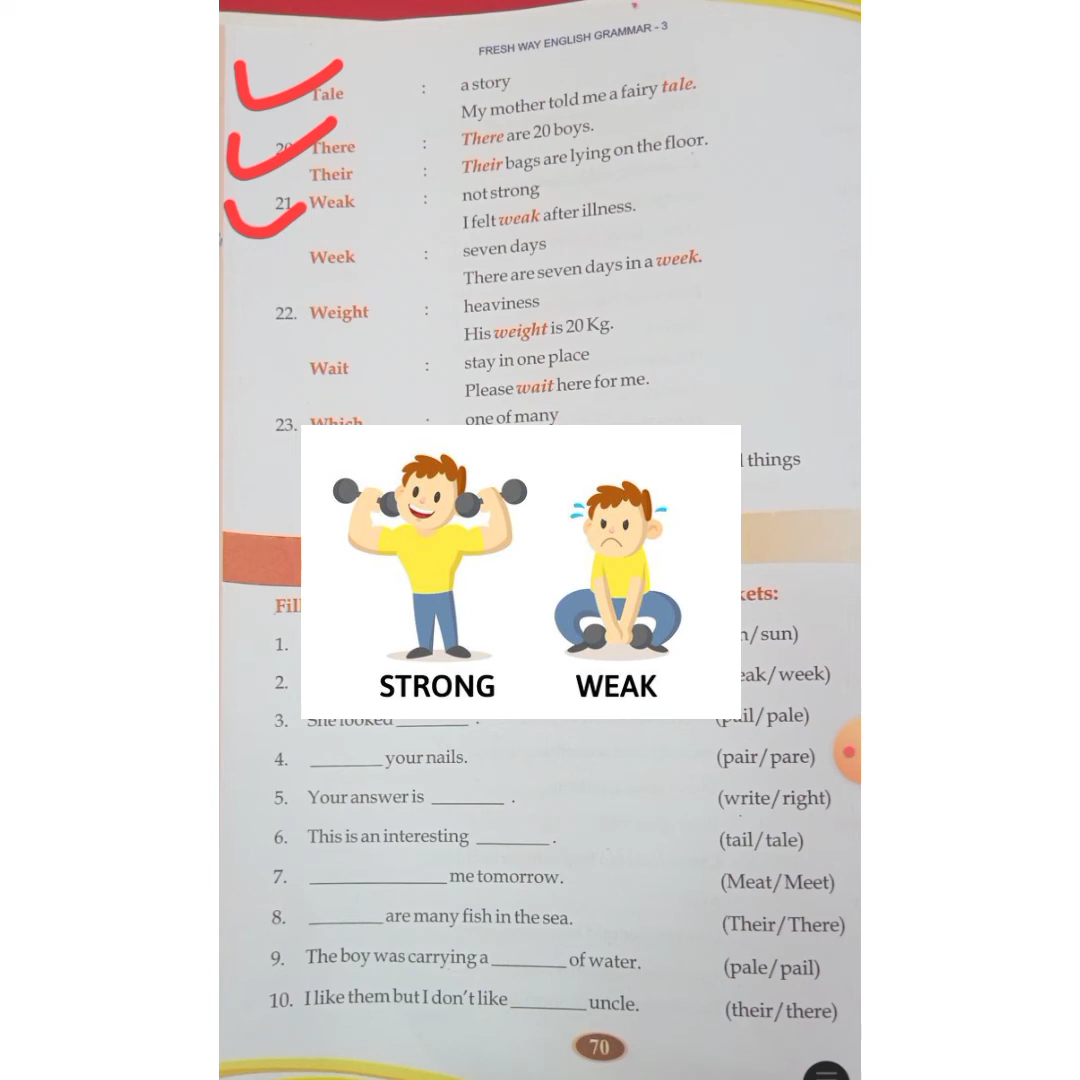 FRESH WAY ENGLISH GRAMMAR - 3
Tale : a story
My mother told me a fairy tale.
20 There : There are 20 boys.
Their : Their bags are lying on the floor.
21 Weak : not strong
I felt weak after illness.
Week : seven days
There are seven days in a week.
22. Weight : heaviness
His weight is 20 Kg.
Wait : stay in one place
Please wait here for me.
23. Which : one of many
things
STRONG WEAK
1. /sun)
2. /week)
3. She looked ________ . (pail/pale)
4. ________ your nails. (pair/pare)
5. Your answer is ________ . (write/right)
6. This is an interesting ________ . (tail/tale)
7. ________________ me tomorrow. (Meat/Meet)
8. ________ are many fish in the sea. (Their/There)
9. The boy was carrying a ________ of water. (pale/pail)
10. I like them but I don't like ________ uncle. (their/there)
70